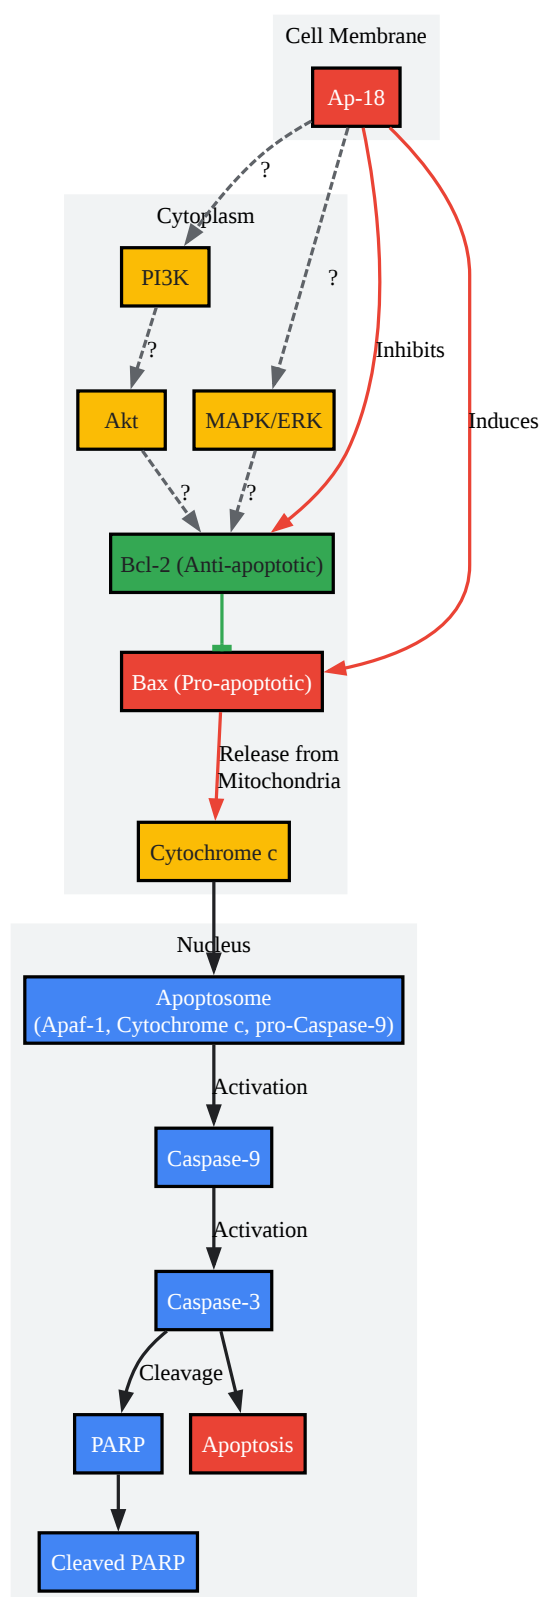 Cell Membrane
Ap-18
?
Cytoplasm
PI3K
?
?
Inhibits
Akt
MAPK/ERK
Induces
?
?
Bcl-2 (Anti-apoptotic)
Bax (Pro-apoptotic)
Release from
Mitochondria
Cytochrome c
Nucleus
Apoptosome
(Apaf-1, Cytochrome c, pro-Caspase-9)
Activation
Caspase-9
Activation
Caspase-3
Cleavage
PARP
Apoptosis
Cleaved PARP